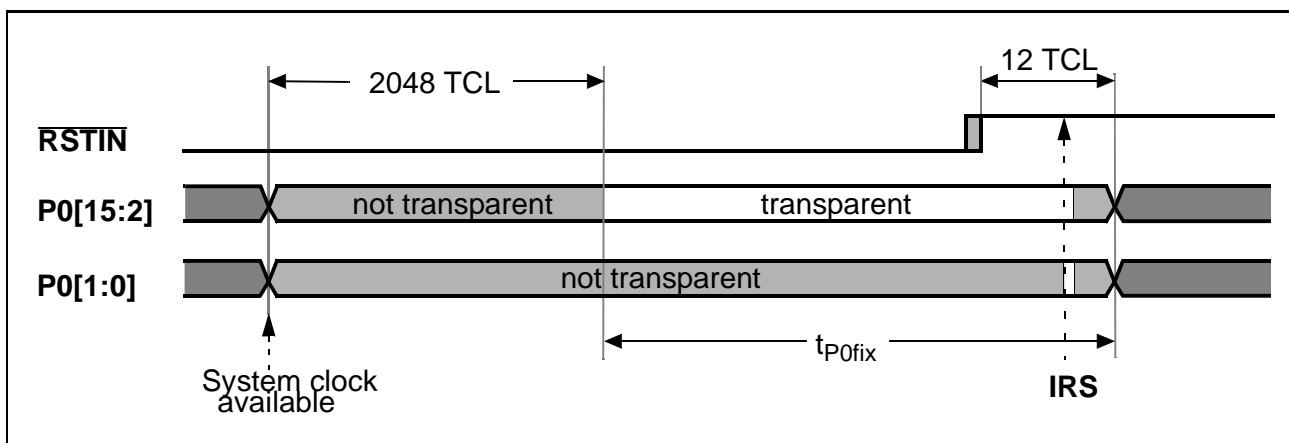 12 TCL
2048 TCL
RSTIN
not transparent
transparent
P0[15:2]
not transparent
P0[1:0]
tP0fix
System clock
available
IRS